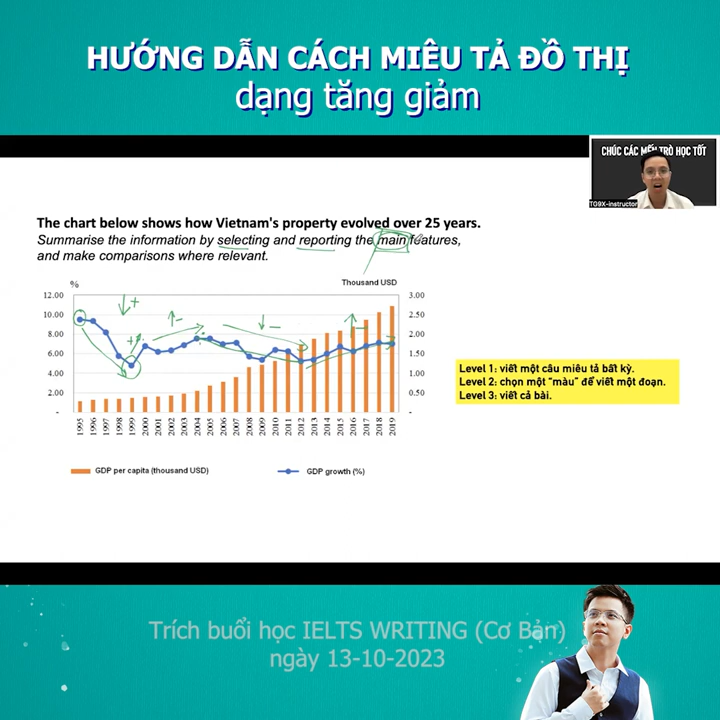 HƯỚNG DẪN CÁCH MIÊU TẢ ĐỒ THỊ
dạng tăng giảm
CHÚC CÁC MẾN TRÒ HỌC TỐT
TG9X-instructor
The chart below shows how Vietnam's property evolved over 25 years.
Summarise the information by selecting and reporting the main features,
and make comparisons where relevant.
%
Thousand USD
12.00
10.00
8.00
6.00
4.00
2.00
-
3.00
2.50
2.00
1.50
1.00
0.50
-
1995 1996 1997 1998 1999 2000 2001 2002 2003 2004 2005 2006 2007 2008 2009 2010 2011 2012 2013 2014 2015 2016 2017 2018 2019
GDP per capita (thousand USD)
GDP growth (%)
Level 1: viết một câu miêu tả bất kỳ.
Level 2: chọn một "màu" để viết một đoạn.
Level 3: viết cả bài.
Trích buổi học IELTS WRITING (Cơ Bản)
ngày 13-10-2023